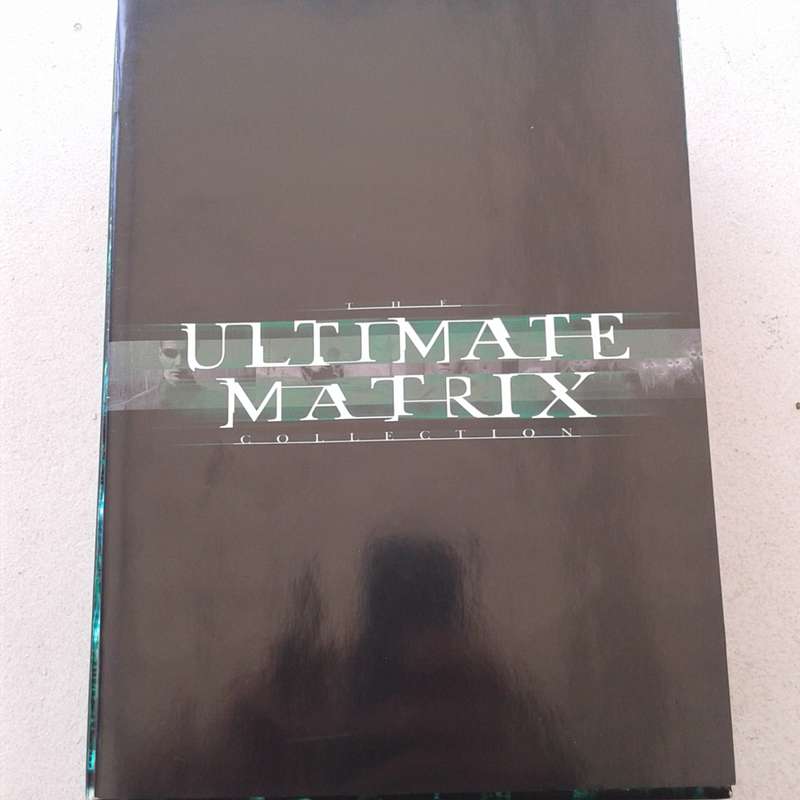 THE
ULTIMATE
MATRIX
COLLECTION